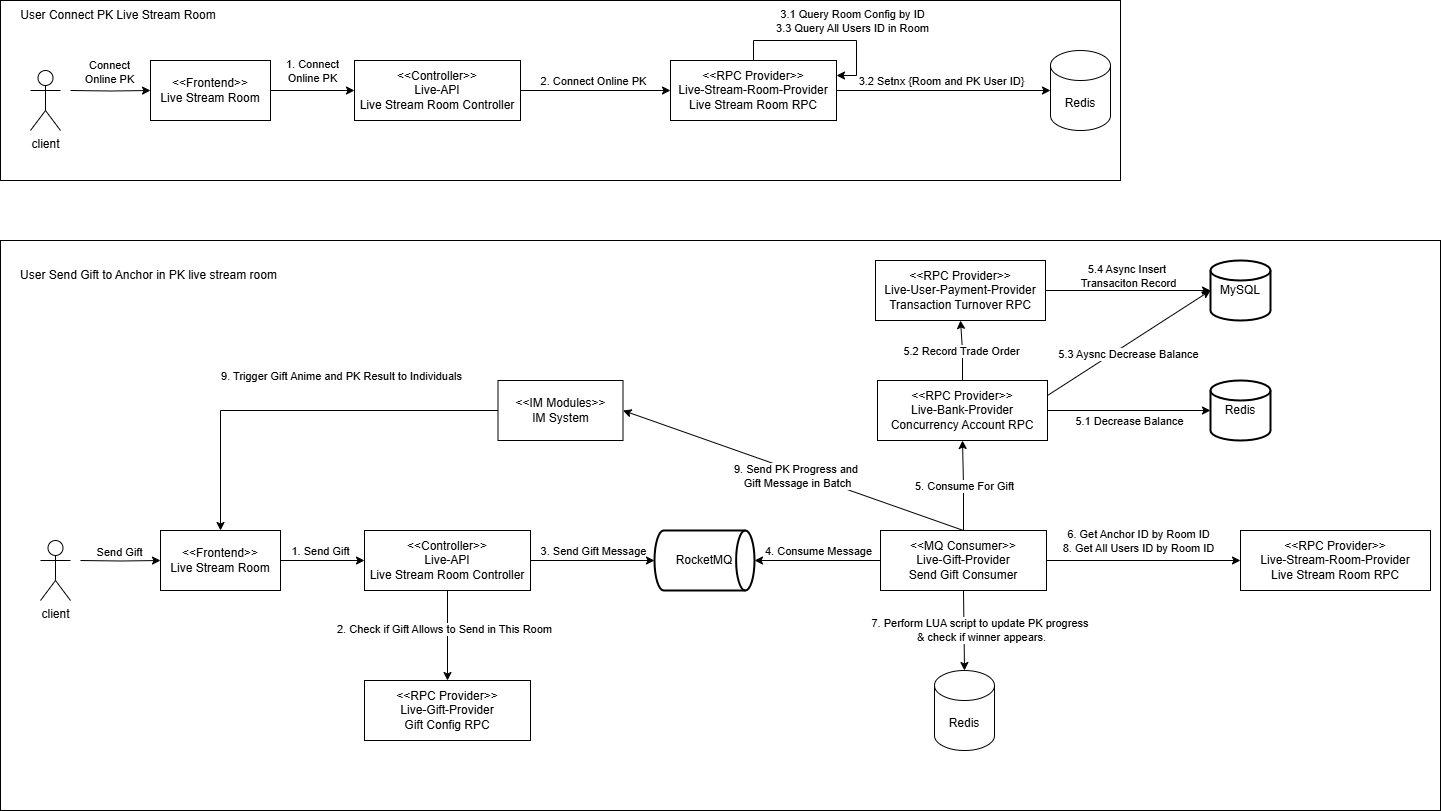 User Connect PK Live Stream Room
3.1 Query Room Config by ID
3.3 Query All Users ID in Room
Connect
Online PK
<<Frontend>>
Live Stream Room
1. Connect
Online PK
<<Controller>>
Live-API
Live Stream Room Controller
2. Connect Online PK
<<RPC Provider>>
Live-Stream-Room-Provider
Live Stream Room RPC
3.2 Setnx {Room and PK User ID}
Redis
client
User Send Gift to Anchor in PK live stream room
<<RPC Provider>>
Live-User-Payment-Provider
Transaction Turnover RPC
5.4 Async Insert
Transaciton Record
MySQL
5.2 Record Trade Order
5.3 Aysnc Decrease Balance
9. Trigger Gift Anime and PK Result to Individuals
<<IM Modules>>
IM System
<<RPC Provider>>
Live-Bank-Provider
Concurrency Account RPC
5.1 Decrease Balance
Redis
9. Send PK Progress and
Gift Message in Batch
5. Consume For Gift
Send Gift
<<Frontend>>
Live Stream Room
1. Send Gift
<<Controller>>
Live-API
Live Stream Room Controller
3. Send Gift Message
RocketMQ
4. Consume Message
<<MQ Consumer>>
Live-Gift-Provider
Send Gift Consumer
6. Get Anchor ID by Room ID
8. Get All Users ID by Room ID
<<RPC Provider>>
Live-Stream-Room-Provider
Live Stream Room RPC
client
2. Check if Gift Allows to Send in This Room
7. Perform LUA script to update PK progress
& check if winner appears.
<<RPC Provider>>
Live-Gift-Provider
Gift Config RPC
Redis